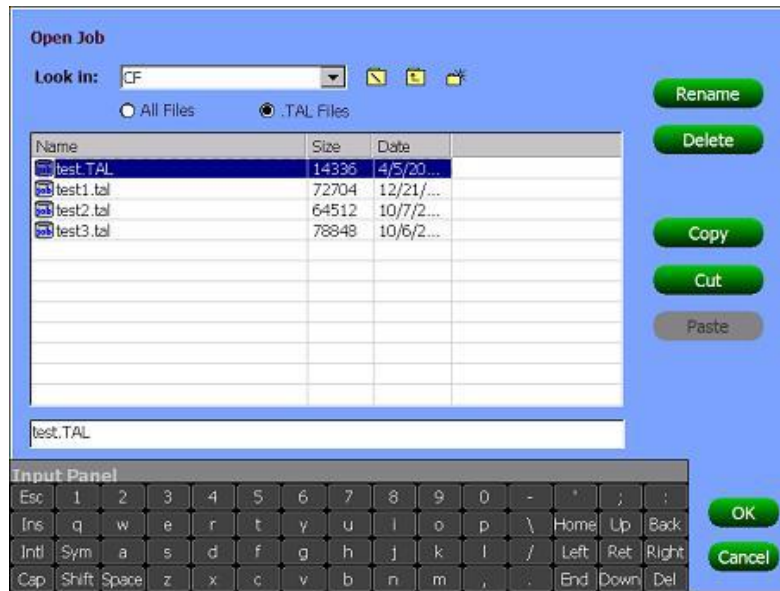 Open Job
Look in: CF
All Files .TAL Files
Rename
Delete
Name Size Date
test.TAL 14336 4/5/20...
test1.tal 72704 12/21/...
test2.tal 64512 10/7/2...
test3.tal 78848 10/6/2...
Copy
Cut
Paste
test.TAL
Input Panel
Esc 1 2 3 4 5 6 7 8 9 0 - ' ; :
Ins q w e r t y u i o p \ Home Up Back
Intl Sym a s d f g h j k l / Left Ret Right
Cap Shift Space z x c v b n m , . End Down Del
OK
Cancel